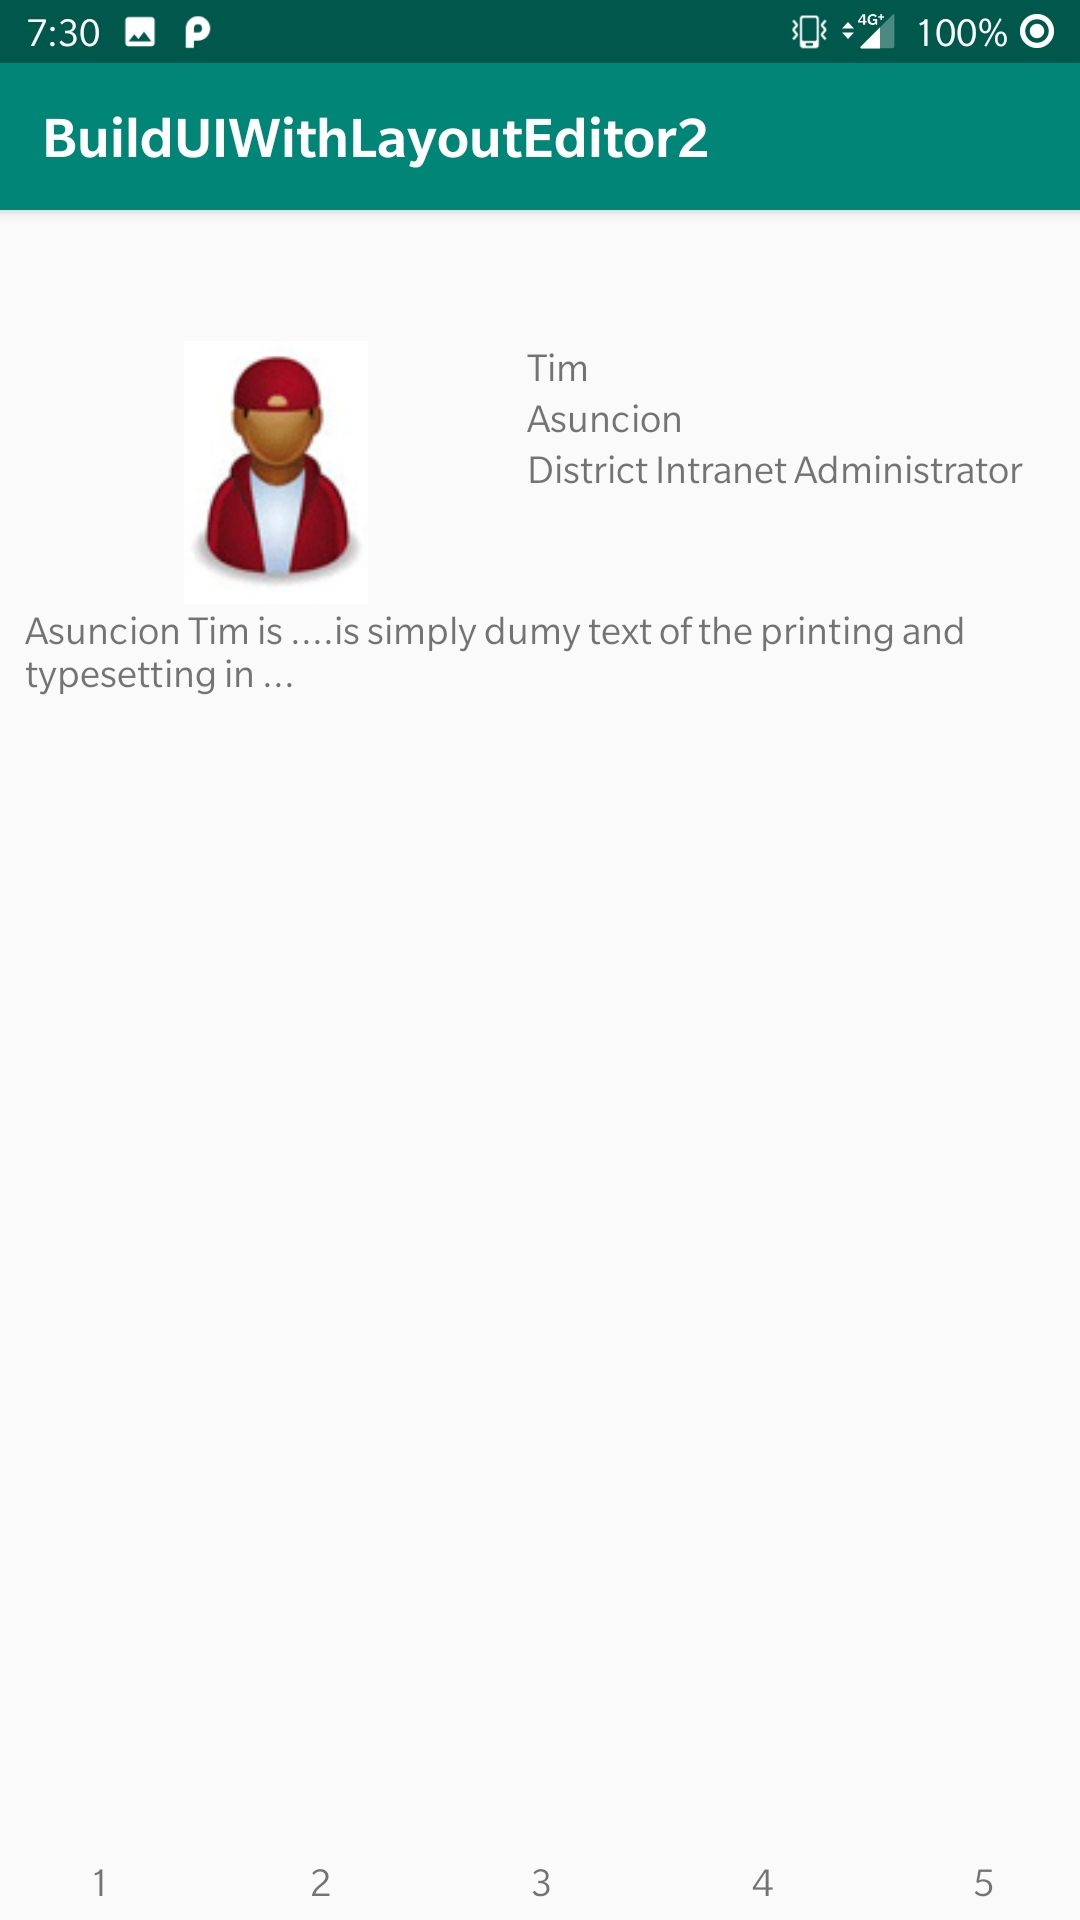 7:30 4G+ 100%
BuildUIWithLayoutEditor2
Tim
Asuncion
District Intranet Administrator
Asuncion Tim is ....is simply dumy text of the printing and
typesetting in ...
1 2 3 4 5